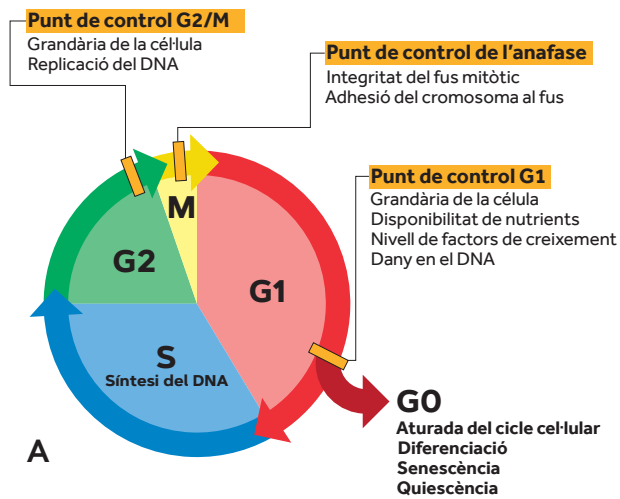 Punt de control G2/M
Grandària de la cél·lula
Replicació del DNA
Punt de control de l'anafase
Integritat del fus mitòtic
Adhesió del cromosoma al fus
Punt de control G1
Grandària de la célula
Disponibilitat de nutrients
Nivell de factors de creixement
Dany en el DNA
M
G2
G1
S
Síntesi del DNA
G0
Aturada del cicle cel·lular
Diferenciació
Senescència
Quiescència
A